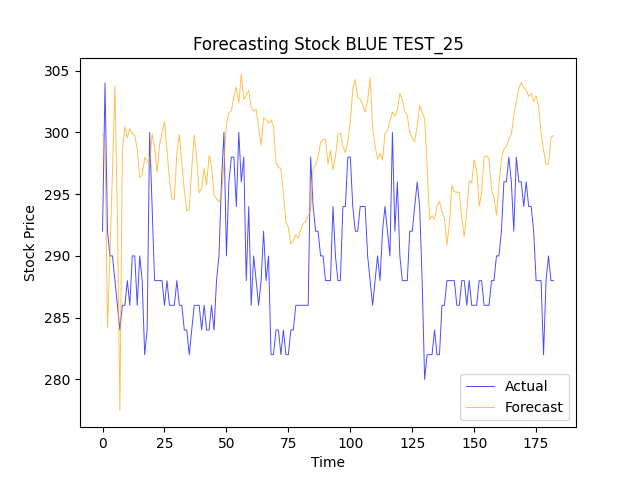 Forecasting Stock BLUE TEST_25
Stock Price
305
300
295
290
285
280
0 25 50 75 100 125 150 175
Time
Actual
Forecast